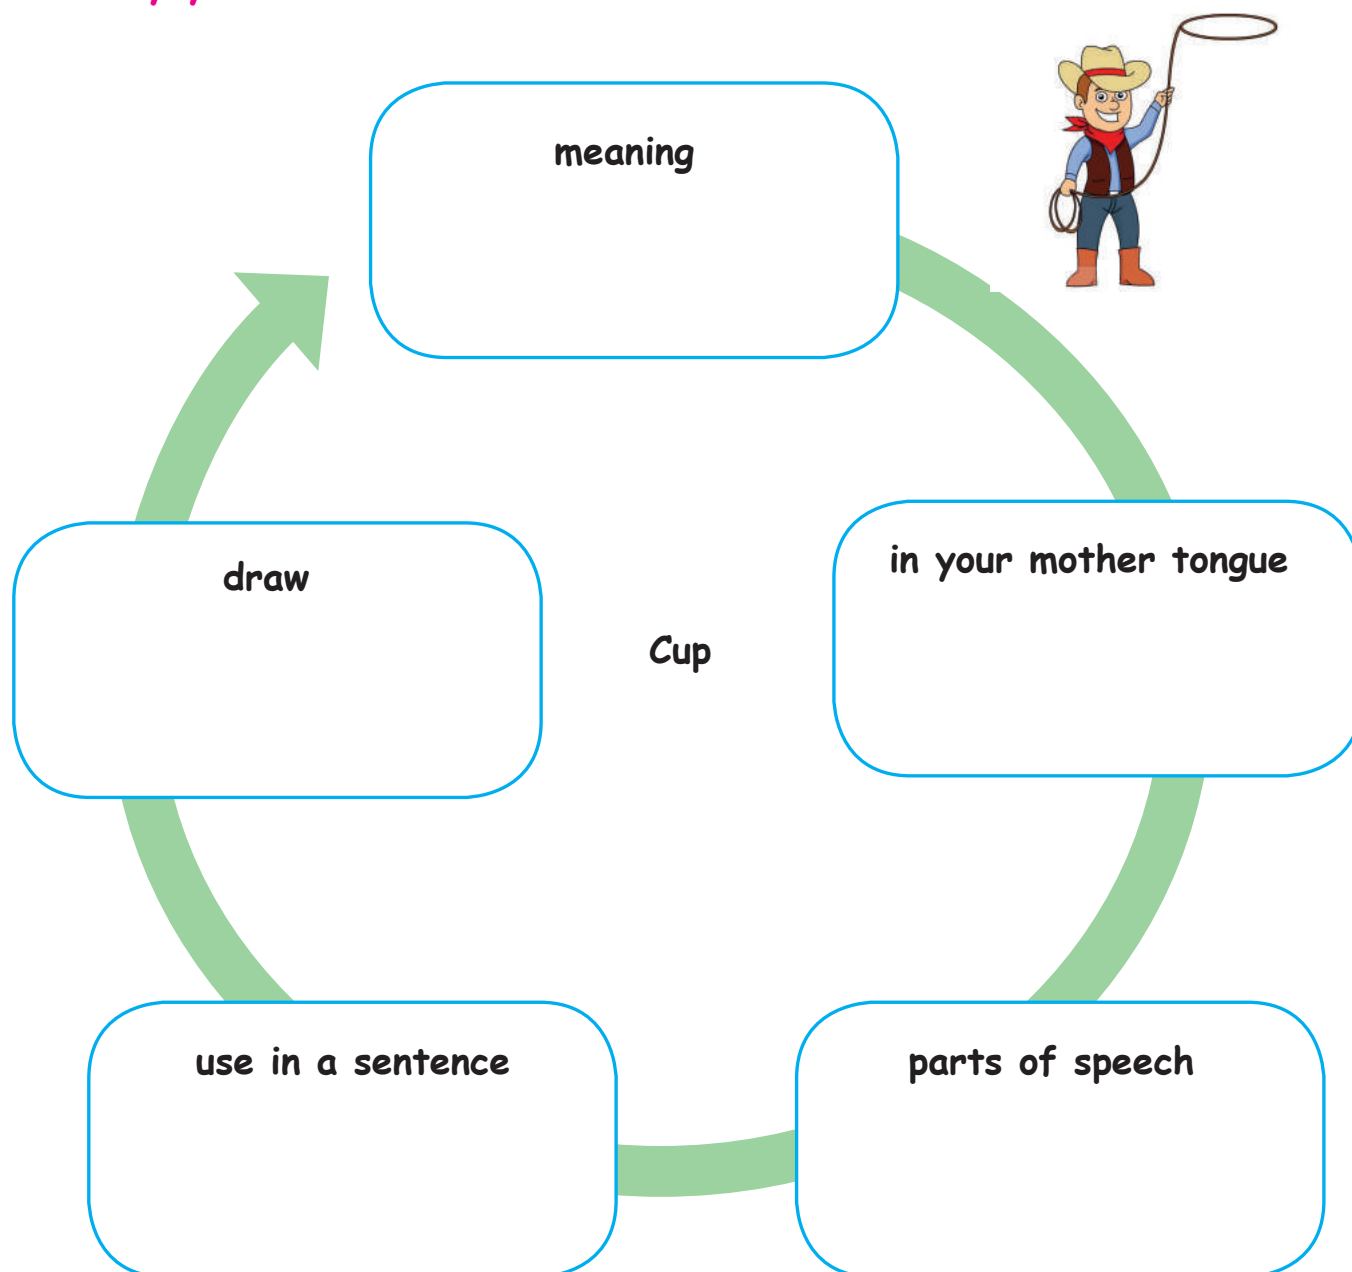 meaning
in your mother tongue
draw
Cup
use in a sentence
parts of speech